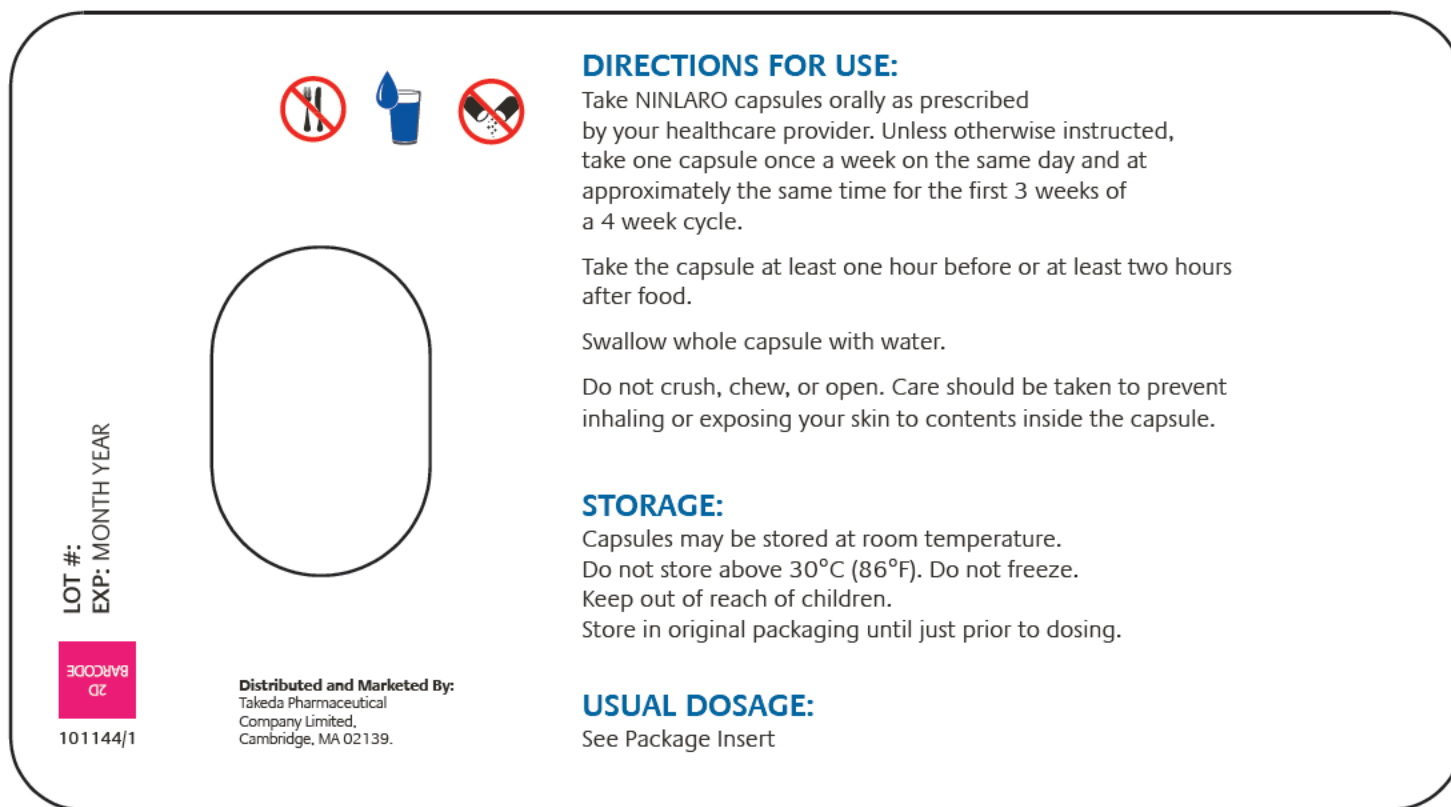 DIRECTIONS FOR USE:
Take NINLARO capsules orally as prescribed
by your healthcare provider. Unless otherwise instructed,
take one capsule once a week on the same day and at
approximately the same time for the first 3 weeks of
a 4 week cycle.
Take the capsule at least one hour before or at least two hours
after food.
Swallow whole capsule with water.
Do not crush, chew, or open. Care should be taken to prevent
inhaling or exposing your skin to contents inside the capsule.
STORAGE:
Capsules may be stored at room temperature.
Do not store above 30°C (86°F). Do not freeze.
Keep out of reach of children.
Store in original packaging until just prior to dosing.
USUAL DOSAGE:
See Package Insert
LOT #:
EXP: MONTH YEAR
2D
BARCODE
101144/1
Distributed and Marketed By:
Takeda Pharmaceutical
Company Limited,
Cambridge, MA 02139.